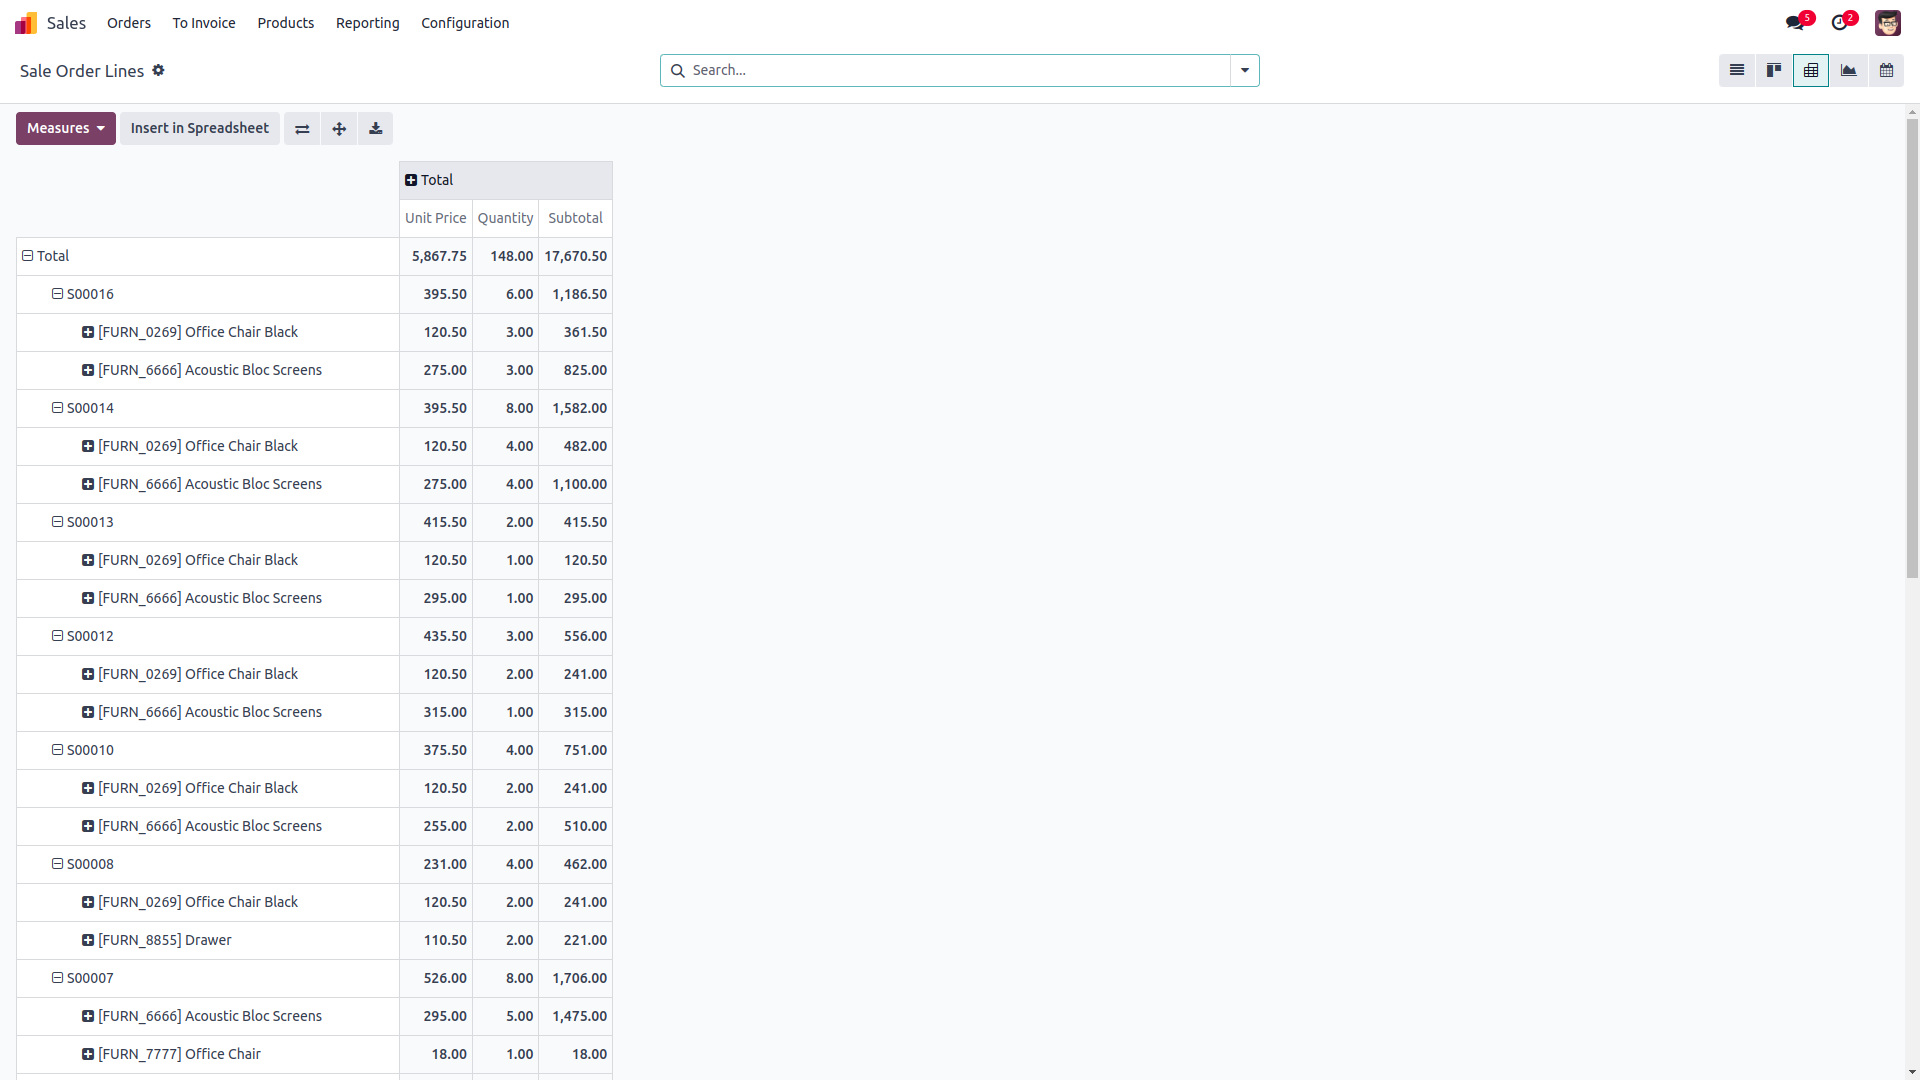 Sales Orders To Invoice Products Reporting Configuration 5 2
Sale Order Lines Search...
Measures Insert in Spreadsheet
Total
Unit Price Quantity Subtotal
Total 5,867.75 148.00 17,670.50
S00016 395.50 6.00 1,186.50
[FURN_0269] Office Chair Black 120.50 3.00 361.50
[FURN_6666] Acoustic Bloc Screens 275.00 3.00 825.00
S00014 395.50 8.00 1,582.00
[FURN_0269] Office Chair Black 120.50 4.00 482.00
[FURN_6666] Acoustic Bloc Screens 275.00 4.00 1,100.00
S00013 415.50 2.00 415.50
[FURN_0269] Office Chair Black 120.50 1.00 120.50
[FURN_6666] Acoustic Bloc Screens 295.00 1.00 295.00
S00012 435.50 3.00 556.00
[FURN_0269] Office Chair Black 120.50 2.00 241.00
[FURN_6666] Acoustic Bloc Screens 315.00 1.00 315.00
S00010 375.50 4.00 751.00
[FURN_0269] Office Chair Black 120.50 2.00 241.00
[FURN_6666] Acoustic Bloc Screens 255.00 2.00 510.00
S00008 231.00 4.00 462.00
[FURN_0269] Office Chair Black 120.50 2.00 241.00
[FURN_8855] Drawer 110.50 2.00 221.00
S00007 526.00 8.00 1,706.00
[FURN_6666] Acoustic Bloc Screens 295.00 5.00 1,475.00
[FURN_7777] Office Chair 18.00 1.00 18.00